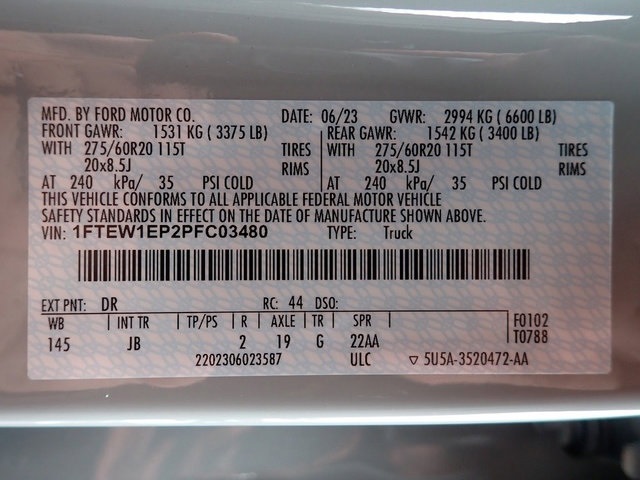 MFD. BY FORD MOTOR CO. DATE: 06/23 GVWR: 2994 KG ( 6600 LB)
FRONT GAWR: 1531 KG ( 3375 LB) REAR GAWR: 1542 KG ( 3400 LB)
WITH 275/60R20 115T TIRES WITH 275/60R20 115T TIRES
20x8.5J RIMS 20x8.5J RIMS
AT 240 kPa/ 35 PSI COLD AT 240 kPa/ 35 PSI COLD
THIS VEHICLE CONFORMS TO ALL APPLICABLE FEDERAL MOTOR VEHICLE
SAFETY STANDARDS IN EFFECT ON THE DATE OF MANUFACTURE SHOWN ABOVE.
VIN: 1FTEW1EP2PFC03480 TYPE: Truck
EXT PNT: DR RC: 44 DSO:
WB INT TR TP/PS R AXLE TR SPR F0102
145 JB 2 19 G 22AA T0788
2202306023587 ULC ▽ 5U5A-3520472-AA